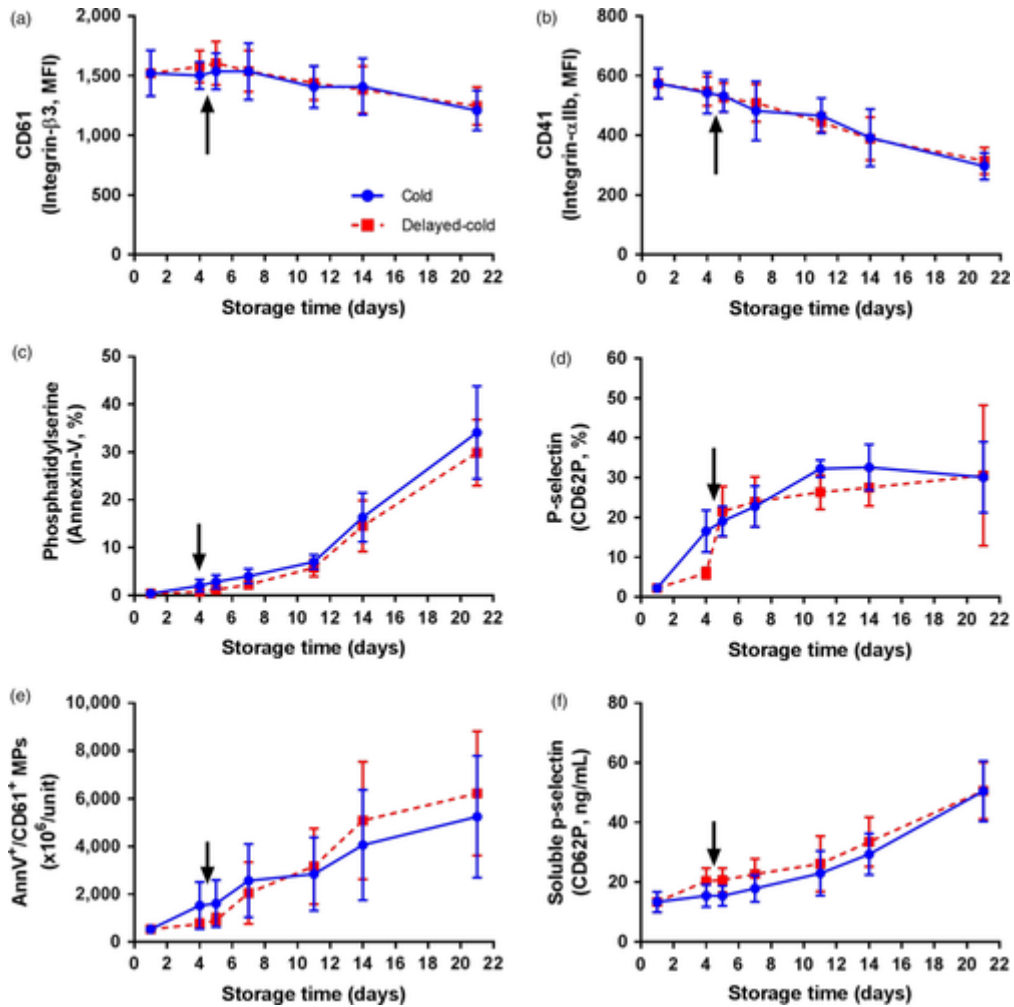 (a)
CD61
(Integrin-β3, MFI)
2,000
1,500
1,000
500
0
0 2 4 6 8 10 12 14 16 18 20 22
Storage time (days)
Cold
Delayed-cold
(b)
CD41
(Integrin-αIIb, MFI)
800
600
400
200
0
0 2 4 6 8 10 12 14 16 18 20 22
Storage time (days)
(c)
Phosphatidylserine
(Annexin-V, %)
50
40
30
20
10
0
0 2 4 6 8 10 12 14 16 18 20 22
Storage time (days)
(d)
P-selectin
(CD62P, %)
60
50
40
30
20
10
0
0 2 4 6 8 10 12 14 16 18 20 22
Storage time (days)
(e)
AnnV⁺/CD61⁺ MPs
(x10⁶/unit)
10,000
8,000
6,000
4,000
2,000
0
0 2 4 6 8 10 12 14 16 18 20 22
Storage time (days)
(f)
Soluble p-selectin
(CD62P, ng/mL)
80
60
40
20
0
0 2 4 6 8 10 12 14 16 18 20 22
Storage time (days)